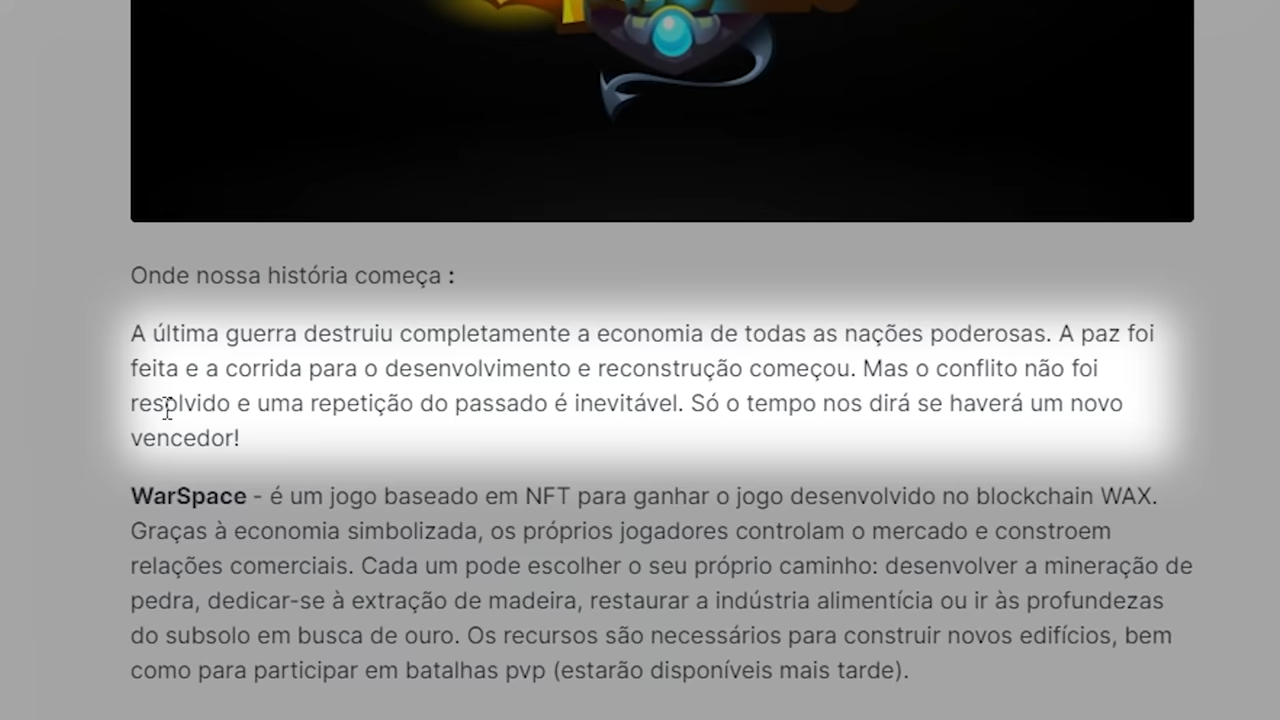 Onde nossa história começa :
A última guerra destruiu completamente a economia de todas as nações poderosas. A paz foi
feita e a corrida para o desenvolvimento e reconstrução começou. Mas o conflito não foi
resolvido e uma repetição do passado é inevitável. Só o tempo nos dirá se haverá um novo
vencedor!
WarSpace - é um jogo baseado em NFT para ganhar o jogo desenvolvido no blockchain WAX.
Graças à economia simbolizada, os próprios jogadores controlam o mercado e constroem
relações comerciais. Cada um pode escolher o seu próprio caminho: desenvolver a mineração de
pedra, dedicar-se à extração de madeira, restaurar a indústria alimentícia ou ir às profundezas
do subsolo em busca de ouro. Os recursos são necessários para construir novos edifícios, bem
como para participar em batalhas pvp (estarão disponíveis mais tarde).